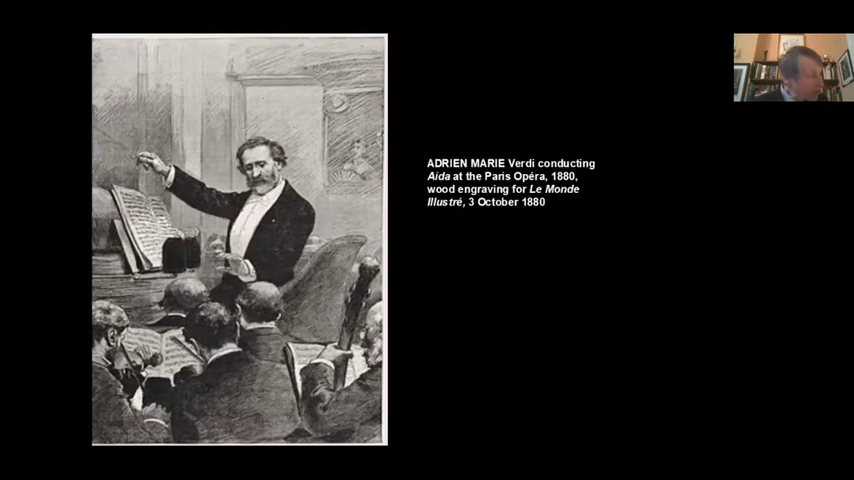 ADRIEN MARIE Verdi conducting
Aida at the Paris Opéra, 1880,
wood engraving for Le Monde
Illustré, 3 October 1880